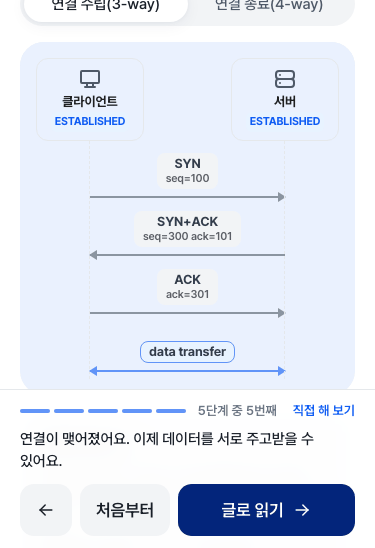 연결 수립(3-way) 연결 종료(4-way)
클라이언트 서버
ESTABLISHED ESTABLISHED
SYN
seq=100
SYN+ACK
seq=300 ack=101
ACK
ack=301
data transfer
5단계 중 5번째 직접 해 보기
연결이 맺어졌어요. 이제 데이터를 서로 주고받을 수
있어요.
← 처음부터 글로 읽기 →